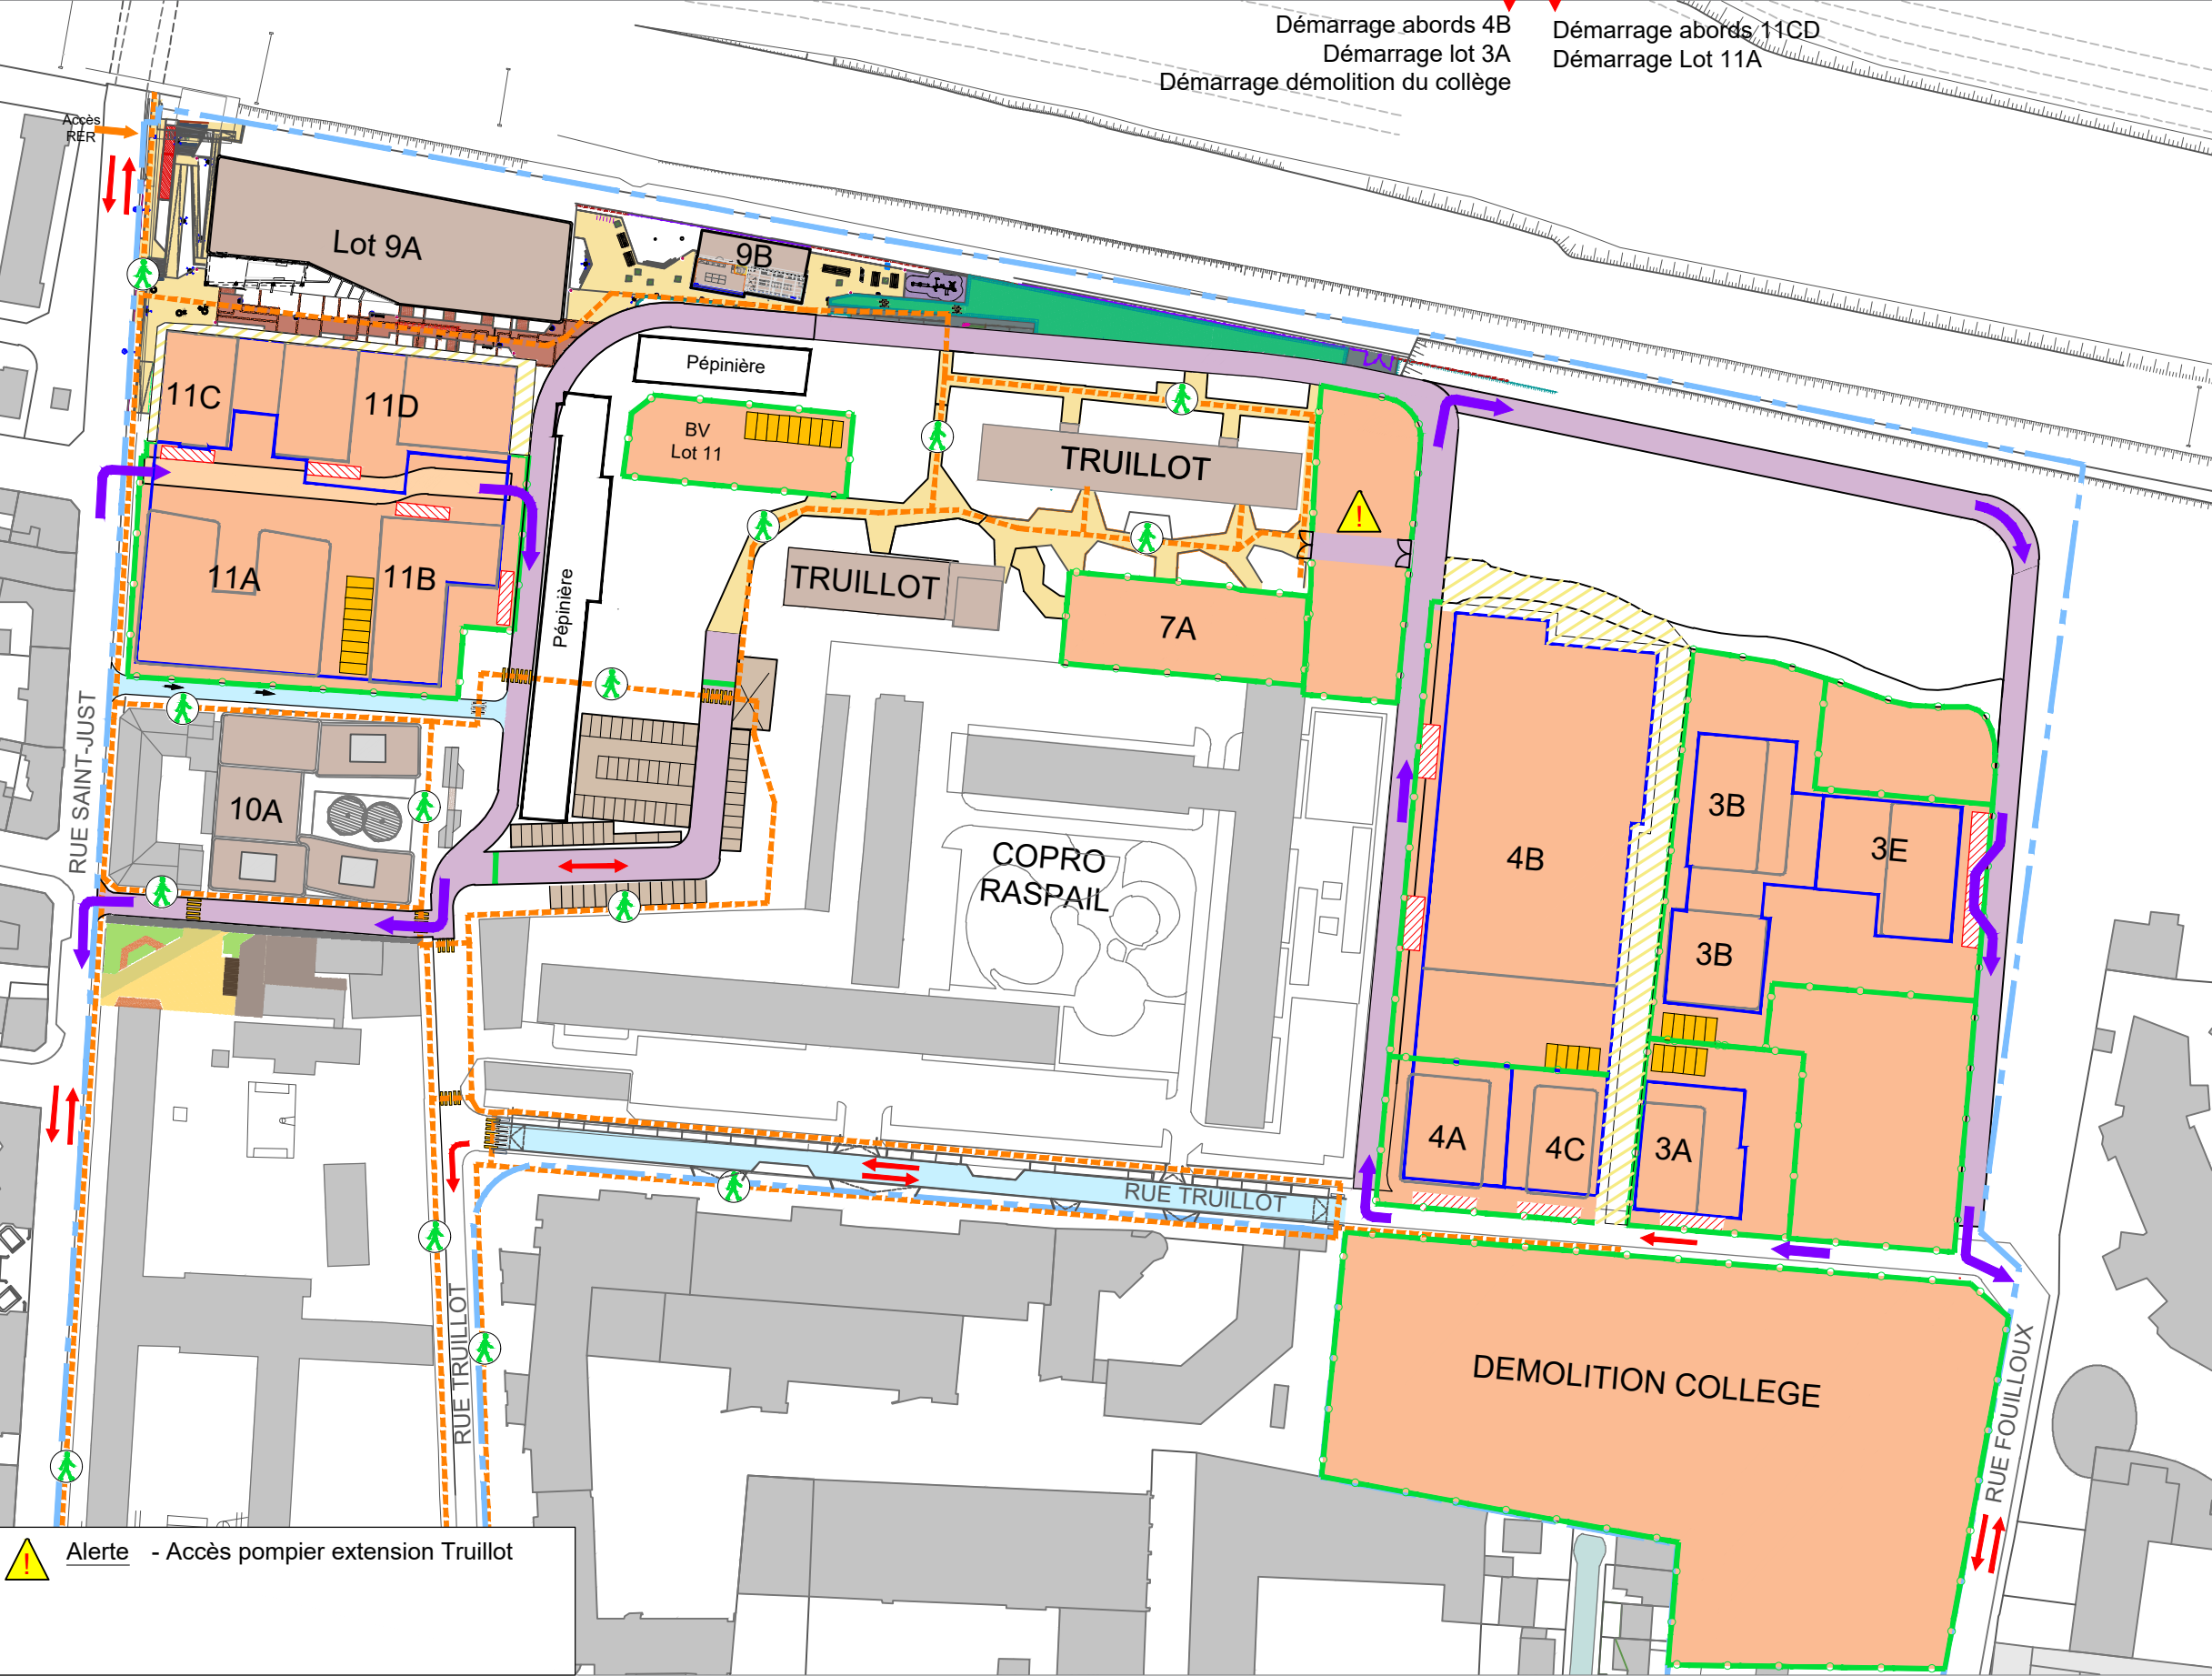 Démarrage abords 4B
Démarrage lot 3A
Démarrage démolition du collège
Démarrage abords 11CD
Démarrage Lot 11A
Accès
RER
Lot 9A
9B
Pépinière
11C
11D
BV
Lot 11
TRUILLOT
!
11A
11B
Pépinière
TRUILLOT
7A
RUE SAINT-JUST
10A
COPRO
RASPAIL
4B
3B
3E
3B
4A
4C
3A
RUE TRUILLOT
RUE TRUILLOT
DEMOLITION COLLEGE
RUE FOUILLOUX
! Alerte - Accès pompier extension Truillot